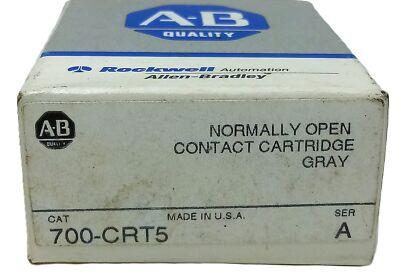 A-B
QUALITY
Rockwell Automation
Allen-Bradley
A-B
QUALITY
NORMALLY OPEN
CONTACT CARTRIDGE
GRAY
CAT MADE IN U.S.A. SER
700-CRT5 A